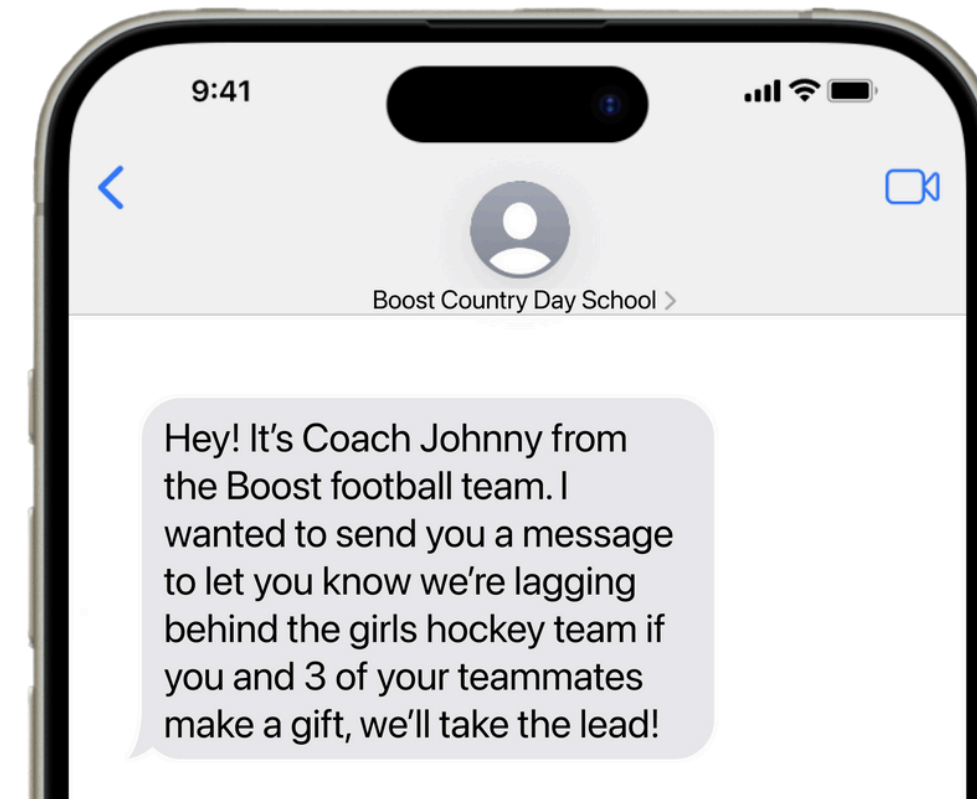 9:41
Boost Country Day School
Hey! It’s Coach Johnny from
the Boost football team. I
wanted to send you a message
to let you know we’re lagging
behind the girls hockey team if
you and 3 of your teammates
make a gift, we’ll take the lead!